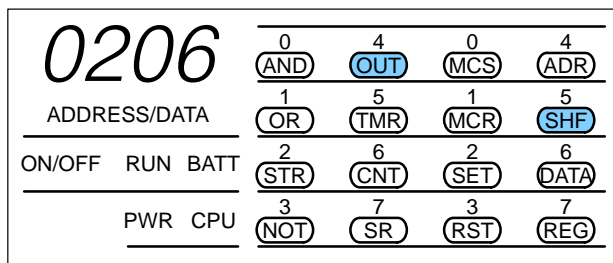 0206
ADDRESS/DATA
ON/OFF RUN BATT
PWR CPU
0 4 0 4
AND OUT MCS ADR
1 5 1 5
OR TMR MCR SHF
2 6 2 6
STR CNT SET DATA
3 7 3 7
NOT SR RST REG